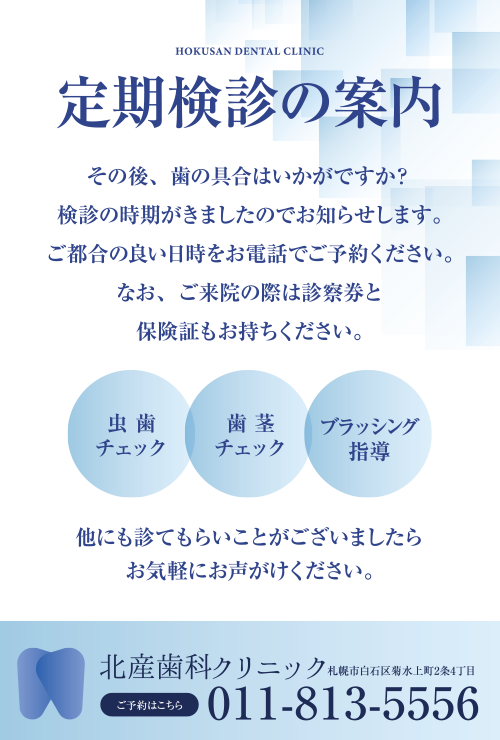 HOKUSAN DENTAL CLINIC
定期検診の案内
その後、歯の具合はいかがですか?
検診の時期がきましたのでお知らせします。
ご都合の良い日時をお電話でご予約ください。
なお、ご来院の際は診察券と
保険証もお持ちください。
虫 歯
チェック
歯 茎
チェック
ブラッシング
指導
他にも診てもらいことがございましたら
お気軽にお声がけください。
北産歯科クリニック札幌市白石区菊水上町2条4丁目
ご予約はこちら 011-813-5556